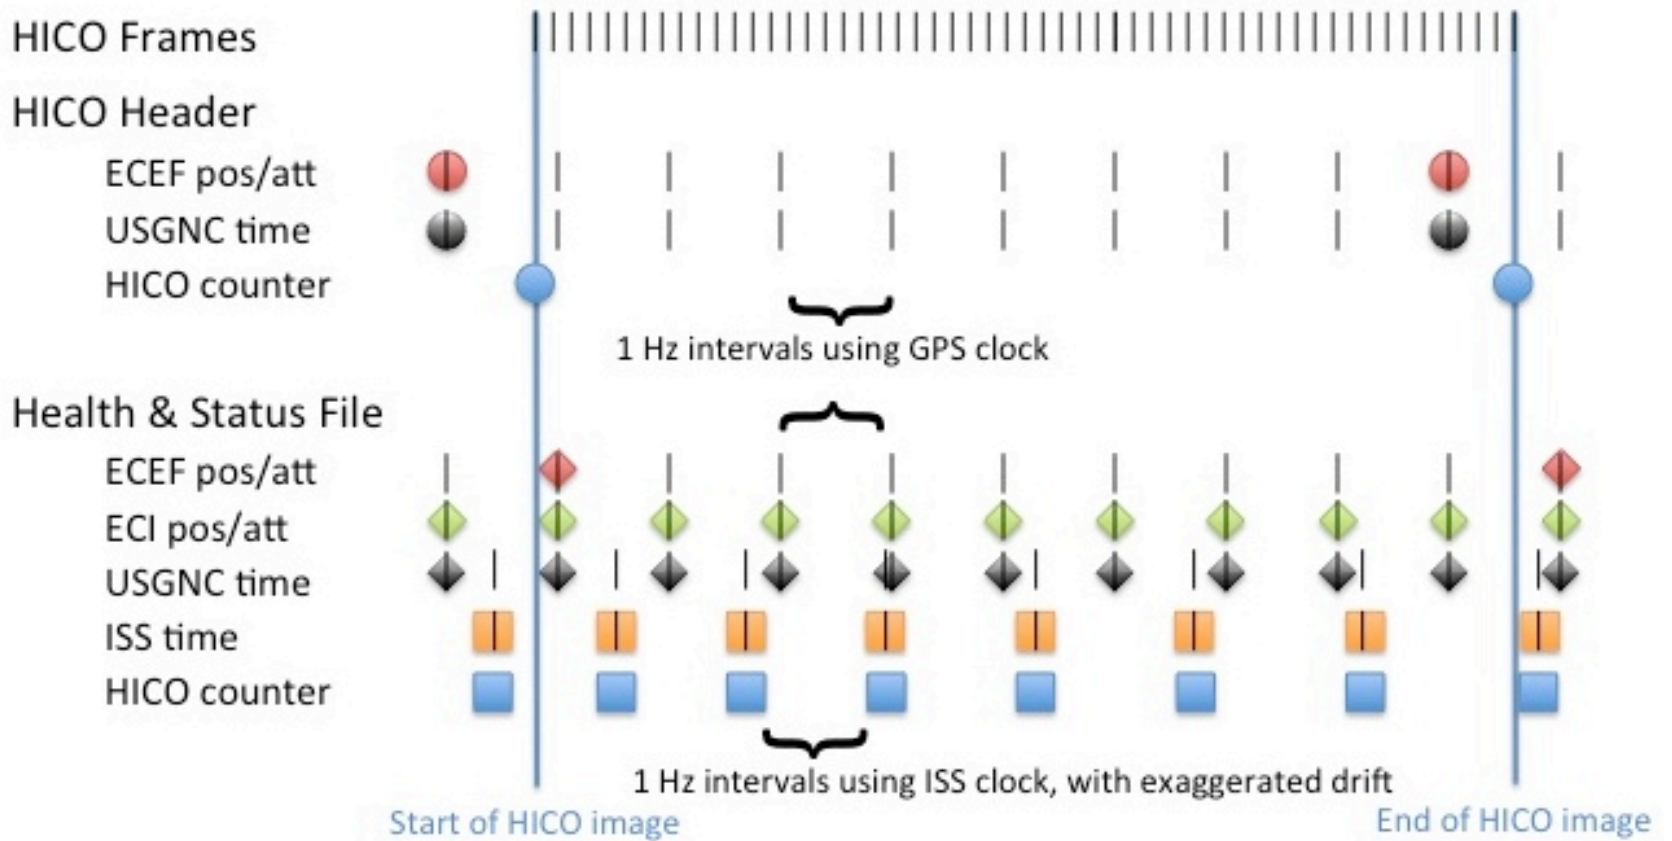 HICO Frames
HICO Header
ECEF pos/att
USGNC time
HICO counter
1 Hz intervals using GPS clock
Health & Status File
ECEF pos/att
ECI pos/att
USGNC time
ISS time
HICO counter
1 Hz intervals using ISS clock, with exaggerated drift
Start of HICO image
End of HICO image